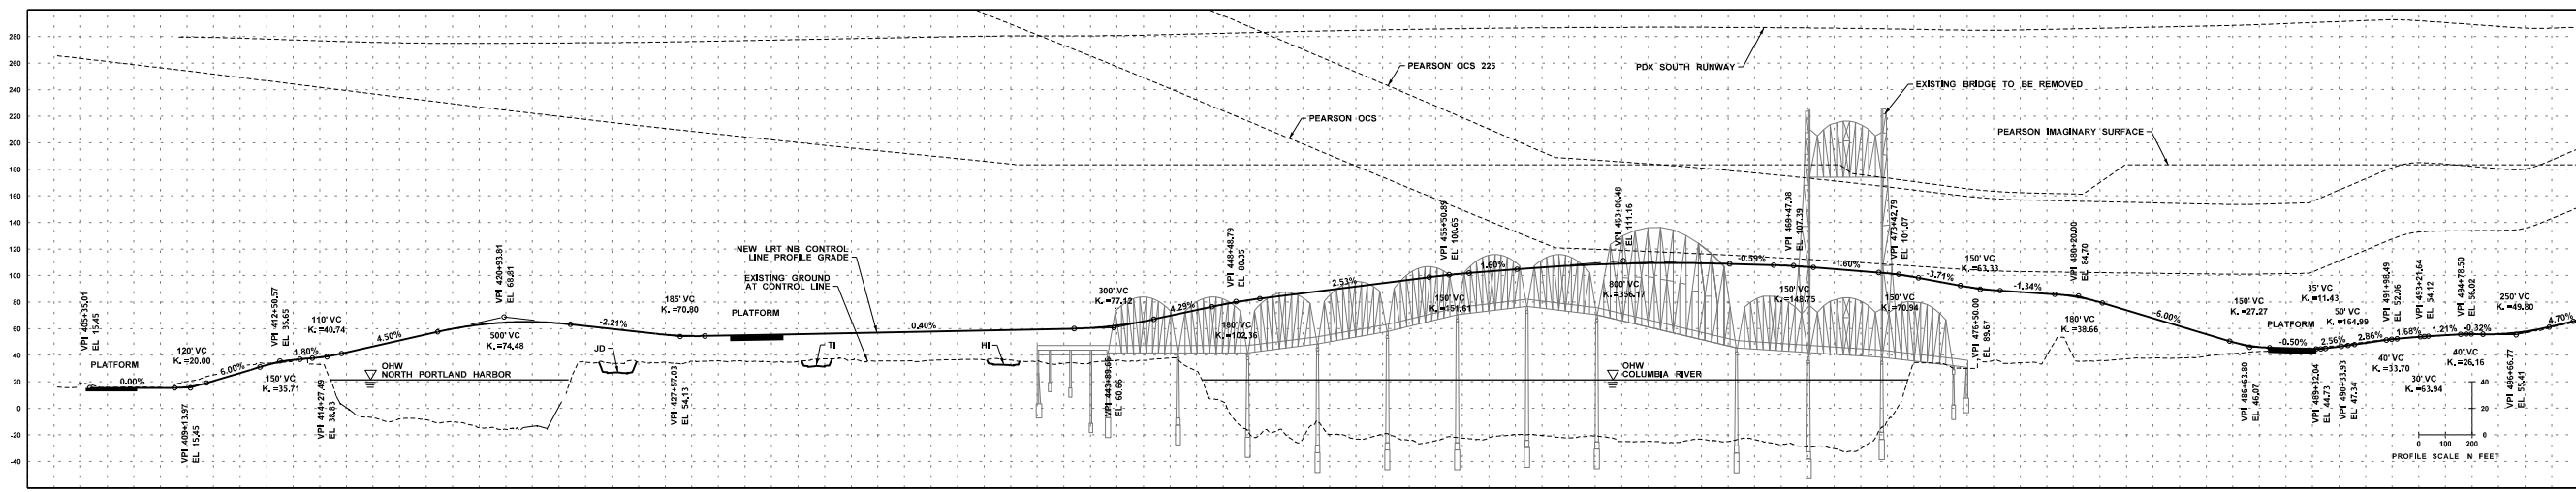 280
260
240
220
200
180
160
140
120
100
80
60
40
20
0
-20
-40
VPI 405+35.01
EL 15.45
PLATFORM
0.00%
120' VC
K. =20.00
VPI 409+13.97
EL 15.45
6.00%
150' VC
K. =35.71
VPI 412+50.57
EL 35.65
1.80%
110' VC
K. =40.74
VPI 414+27.49
EL 38.83
OHW
NORTH PORTLAND HARBOR
4.50%
VPI 420+93.81
EL 68.81
500' VC
K. =74.48
-2.21%
JD
185' VC
K. =70.80
VPI 427+57.03
EL 54.13
PLATFORM
NEW LRT NB CONTROL
LINE PROFILE GRADE
EXISTING GROUND
AT CONTROL LINE
TI
0.40%
HI
300' VC
K. =77.12
VPI 443+89.66
EL 60.66
4.29%
VPI 448+48.79
EL 80.35
180' VC
K. =102.36
PEARSON OCS
PEARSON OCS 225
2.53%
VPI 456+50.89
EL 100.65
150' VC
K. =161.61
1.60%
VPI 463+06.48
EL 111.16
800' VC
K. =356.17
OHW
COLUMBIA RIVER
PDX SOUTH RUNWAY
-0.59%
VPI 469+47.08
EL 107.39
150' VC
K. =148.75
-1.60%
EXISTING BRIDGE TO BE REMOVED
VPI 473+42.79
EL 101.07
150' VC
K. =70.94
-3.71%
150' VC
K. =63.33
VPI 476+50.00
EL 89.67
-1.34%
PEARSON IMAGINARY SURFACE
VPI 480+20.00
EL 84.70
180' VC
K. =38.66
-6.00%
150' VC
K. =27.27
VPI 486+63.80
EL 46.07
PLATFORM
-0.50%
35' VC
K. =11.43
VPI 489+32.04
EL 44.73
2.56%
50' VC
K. =164.99
VPI 490+33.93
EL 47.34
2.86%
VPI 491+98.49
EL 52.06
40' VC
K. =33.70
1.68%
VPI 493+21.64
EL 54.12
30' VC
K. =63.94
1.21%
VPI 494+78.50
EL 56.02
40' VC
K. =26.16
-0.32%
250' VC
K. =49.80
VPI 496+66.77
EL 55.41
4.70%
40
20
0
0 100 200
PROFILE SCALE IN FEET